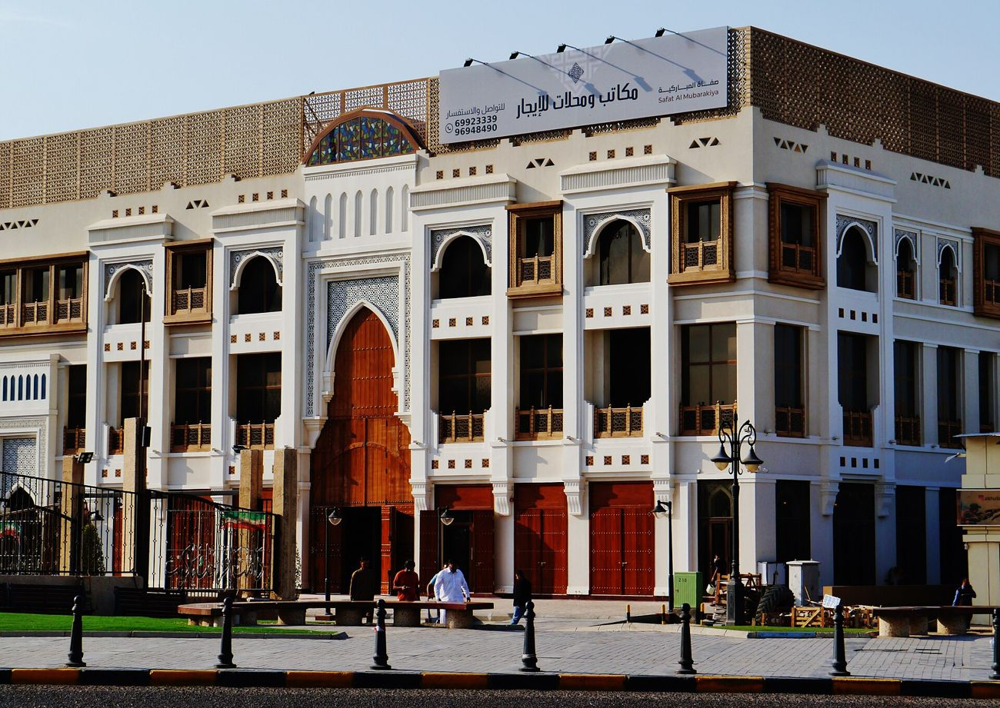 مكاتب ومحلات للإيجار
صفاة المباركية
Safat Al Mubarakiya
للتواصل والاستفسار
69923339
96948490